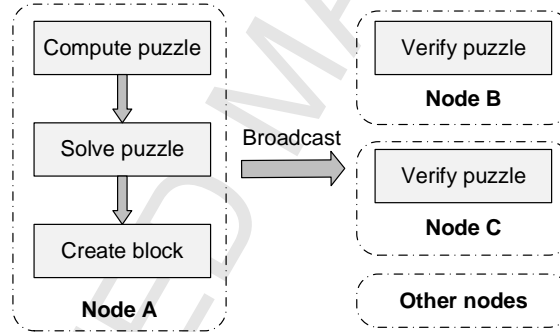 Compute puzzle
Solve puzzle
Create block
Node A
Broadcast
Verify puzzle
Node B
Verify puzzle
Node C
Other nodes